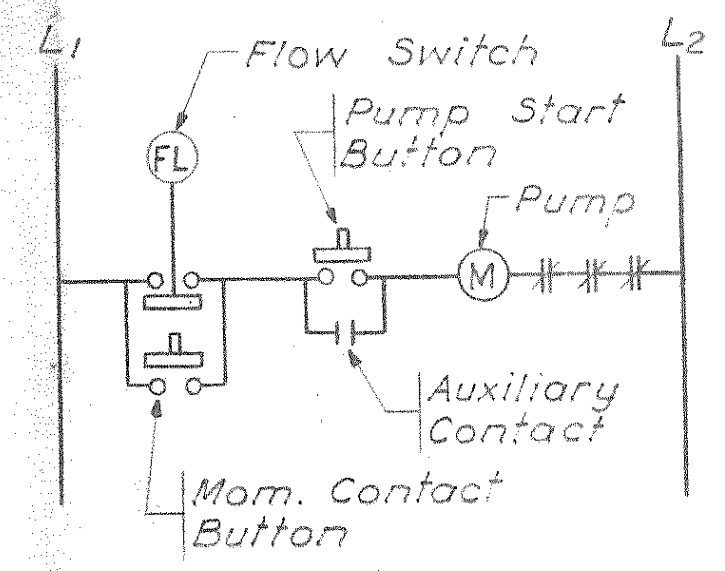 L1
L2
Flow Switch
Pump Start
Button
FL
Pump
M
Auxiliary
Contact
Mom. Contact
Button